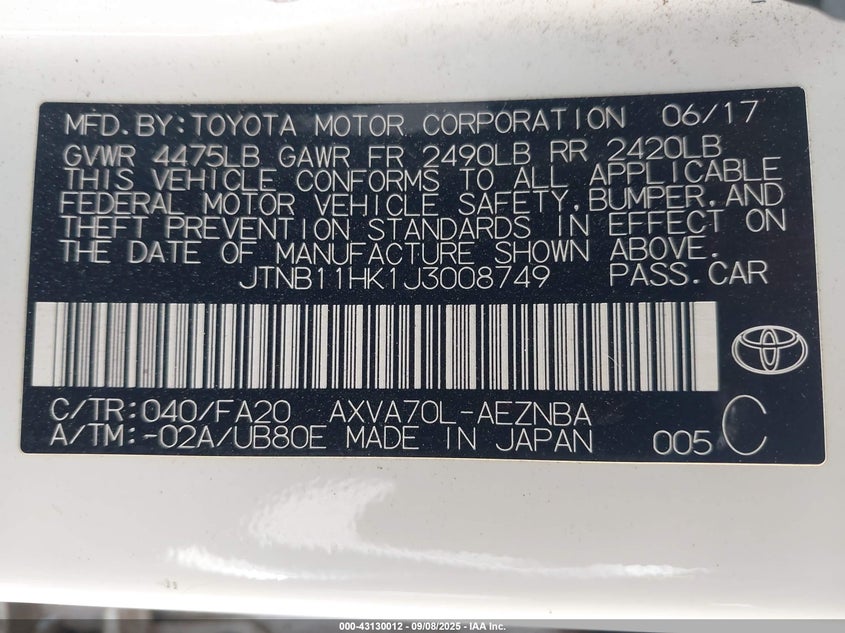 MFD.BY:TOYOTA MOTOR CORPORATION 06/17
GVWR 4475LB GAWR FR 2490LB RR 2420LB
THIS VEHICLE CONFORMS TO ALL APPLICABLE
FEDERAL MOTOR VEHICLE SAFETY,BUMPER,AND
THEFT PREVENTION STANDARDS IN EFFECT ON
THE DATE OF MANUFACTURE SHOWN ABOVE.
JTNB11HK1J3008749 PASS.CAR
C/TR:040/FA20 AXVA70L-AEZNBA
A/TM:-02A/UB80E MADE IN JAPAN 005 C
000-43130012 - 09/08/2025 - IAA Inc.